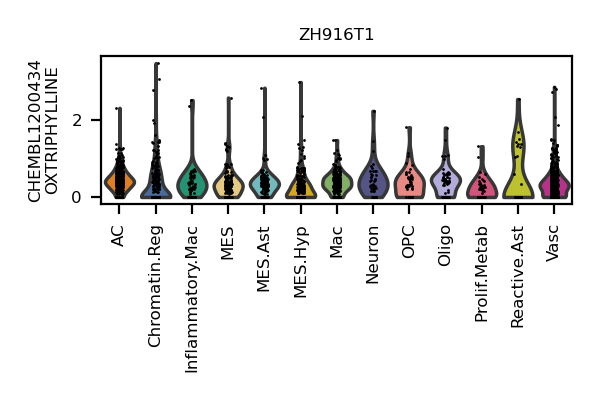 ZH916T1
CHEMBL1200434
OXTRIPHYLLINE
2
0
AC
Chromatin.Reg
Inflammatory.Mac
MES
MES.Ast
MES.Hyp
Mac
Neuron
OPC
Oligo
Prolif.Metab
Reactive.Ast
Vasc